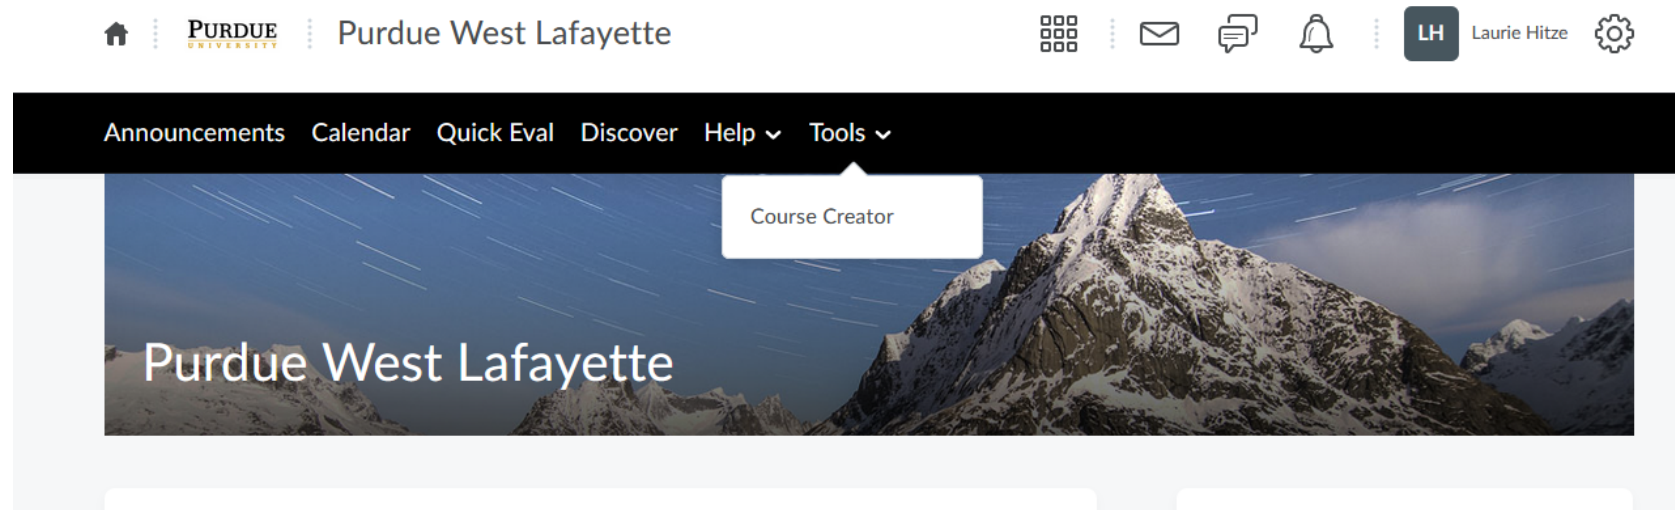 PURDUE
UNIVERSITY
Purdue West Lafayette
LH
Laurie Hitze
Announcements Calendar Quick Eval Discover Help Tools
Course Creator
Purdue West Lafayette